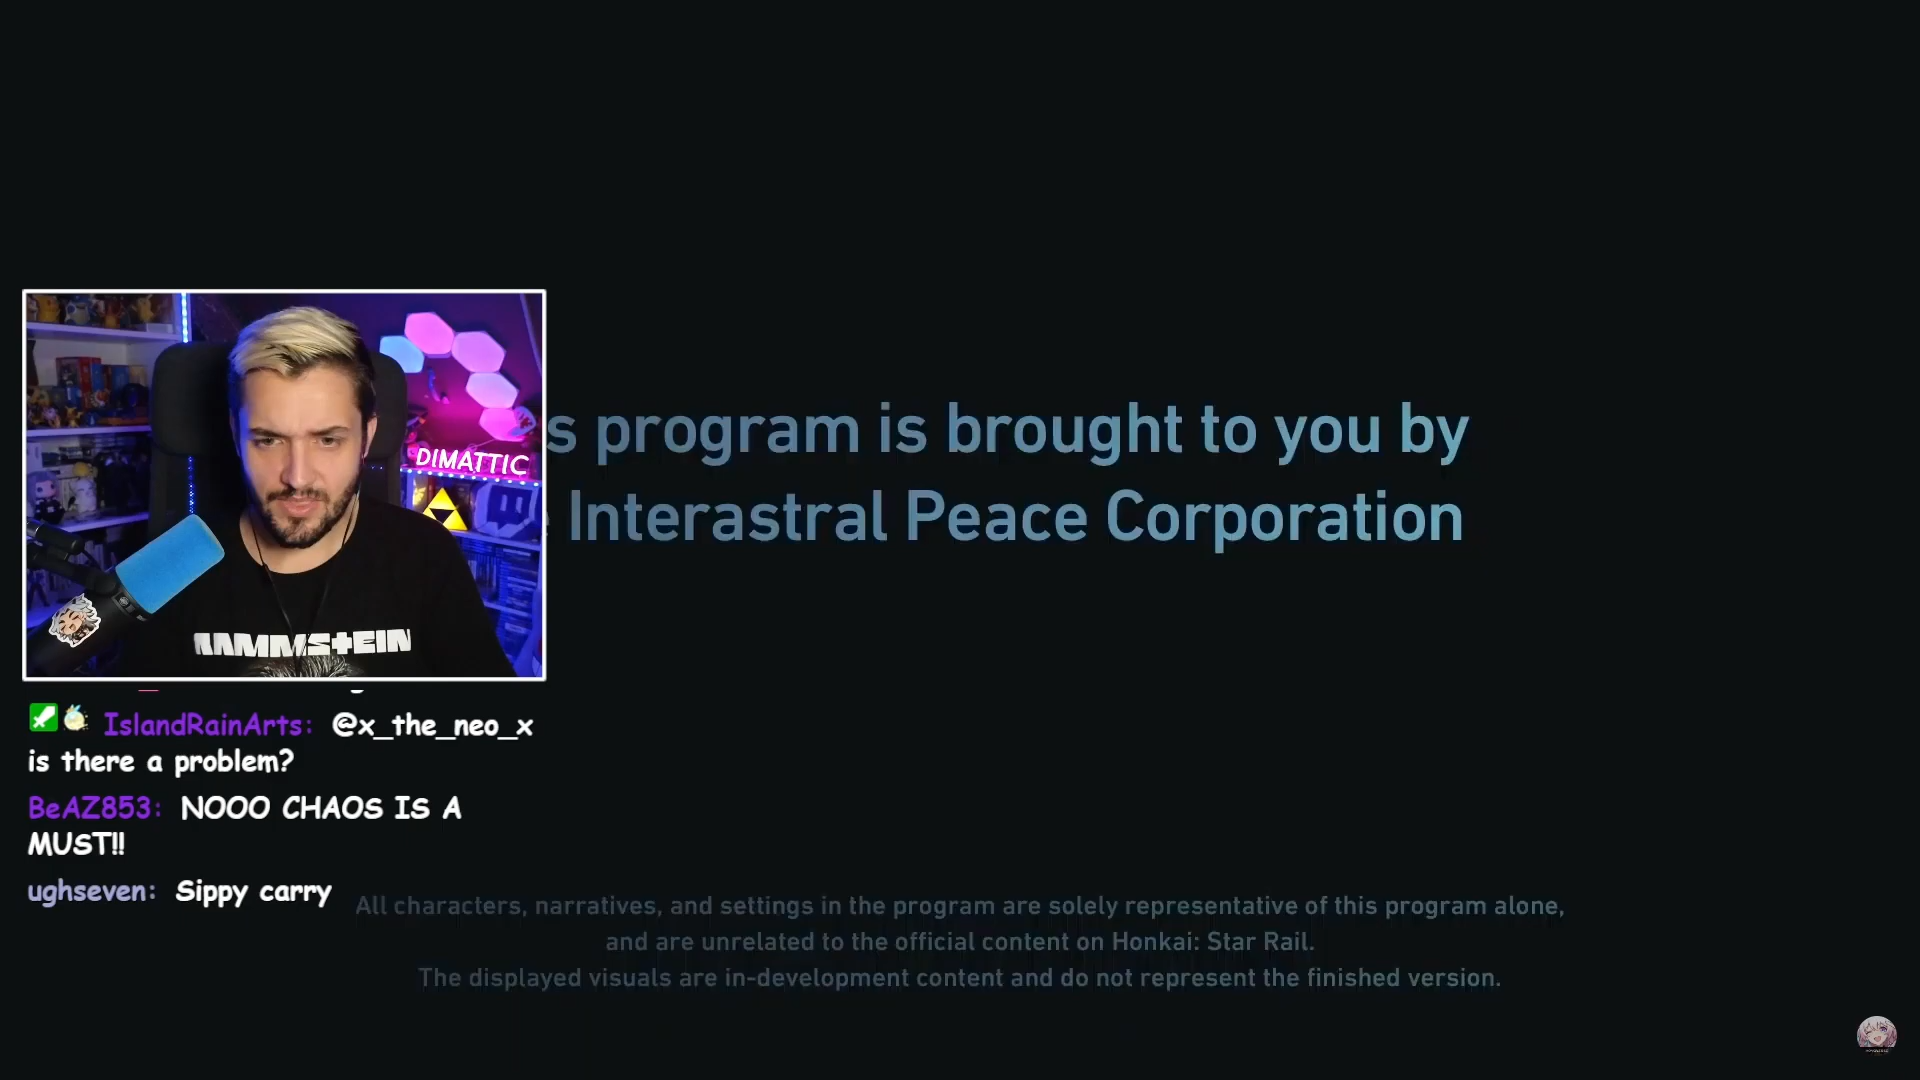 s program is brought to you by
Interastral Peace Corporation
DIMATTIC
RAMMSTEIN
IslandRainArts: @x_the_neo_x
is there a problem?
BeAZ853: NOOO CHAOS IS A
MUST!!
ughseven: Sippy carry
All characters, narratives, and settings in the program are solely representative of this program alone,
and are unrelated to the official content on Honkai: Star Rail.
The displayed visuals are in-development content and do not represent the finished version.